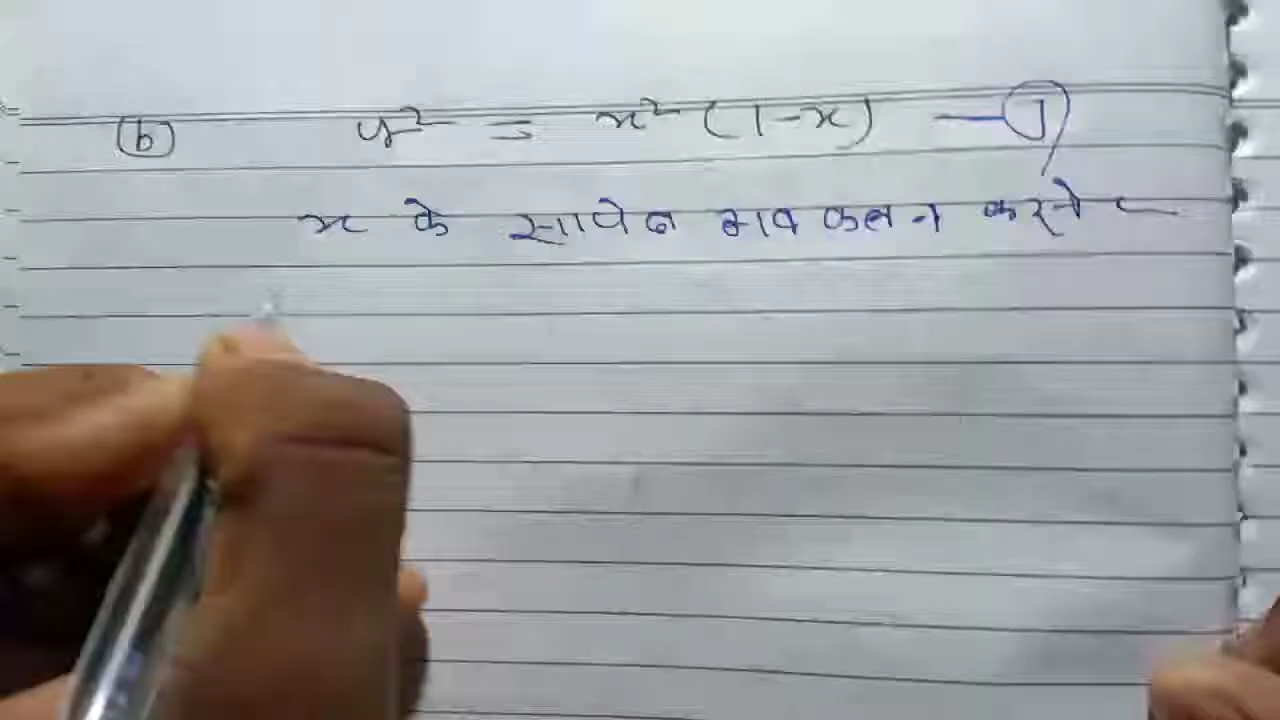 (b) y² = x² (1-x) — (1)
x के सापेक्ष अवकलन करने पर